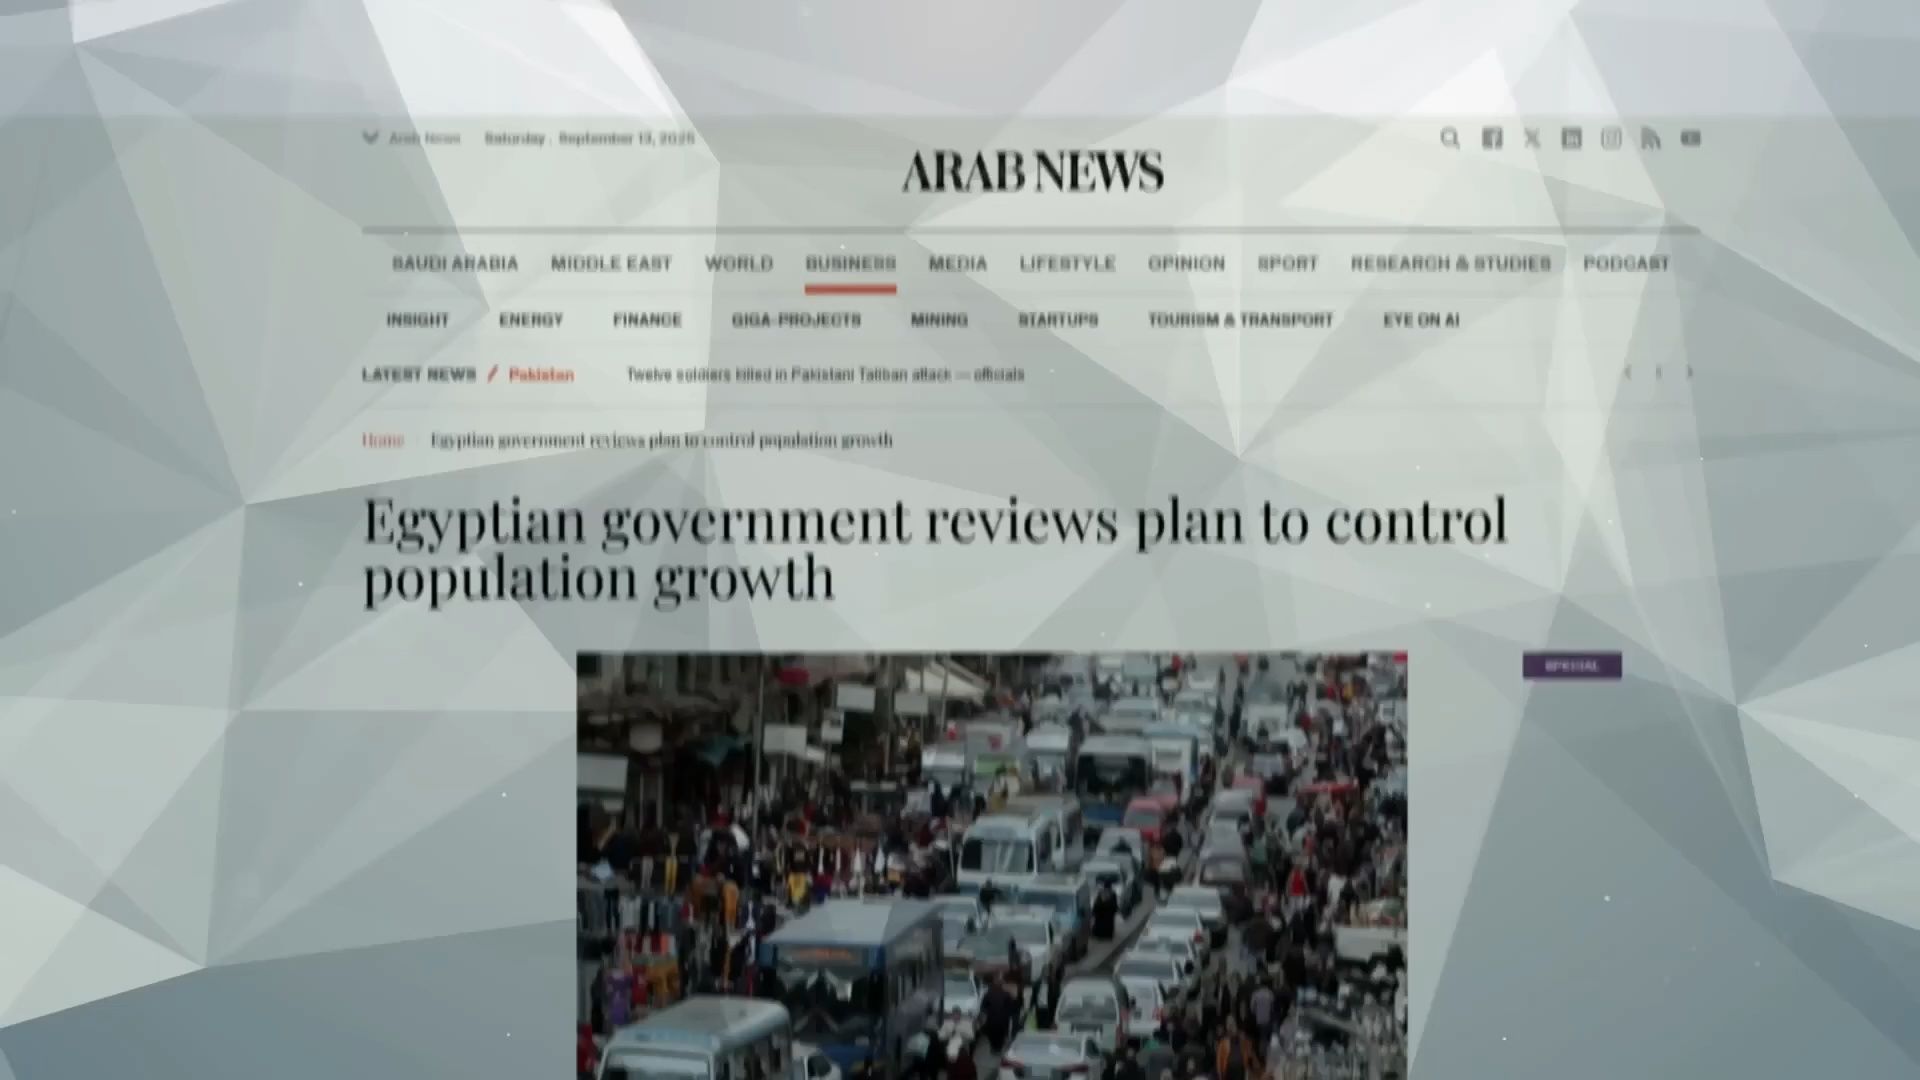 Arab News Saturday, September 13, 2025
ARAB NEWS
SAUDI ARABIA MIDDLE EAST WORLD BUSINESS MEDIA LIFESTYLE OPINION SPORT RESEARCH & STUDIES PODCAST
INSIGHT ENERGY FINANCE GIGA-PROJECTS MINING STARTUPS TOURISM & TRANSPORT EYE ON AI
LATEST NEWS / Pakistan Twelve soldiers killed in Pakistani Taliban attack — officials
Home Egyptian government reviews plan to control population growth
Egyptian government reviews plan to control
population growth
SPECIAL